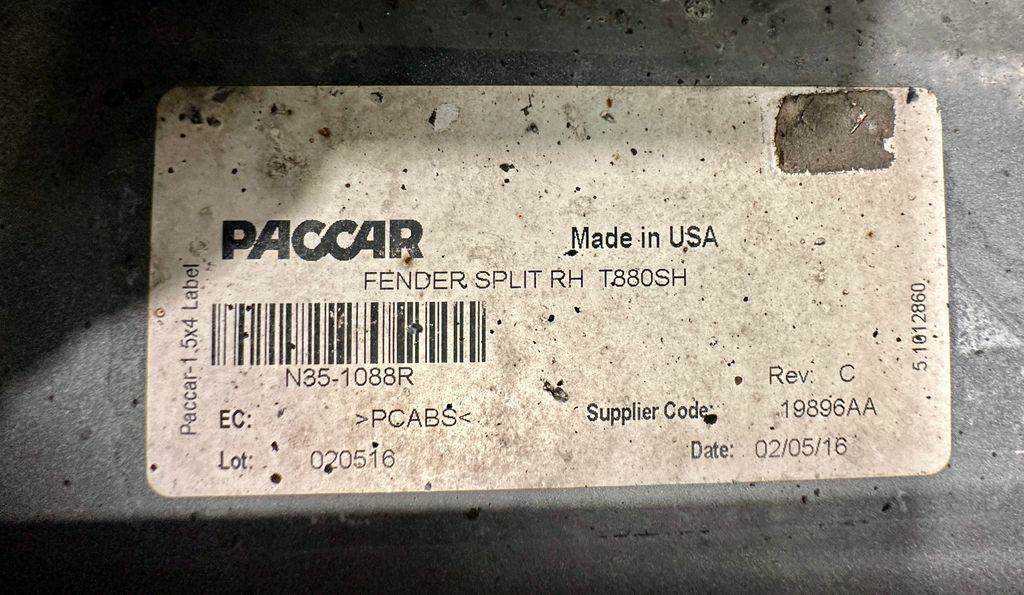 PACCAR
Made in USA
FENDER SPLIT RH T880SH
N35-1088R
Rev: C
EC: >PCABS<
Supplier Code: 19896AA
Lot: 020516
Date: 02/05/16
Paccar-1.5x4 Label
5.1012860